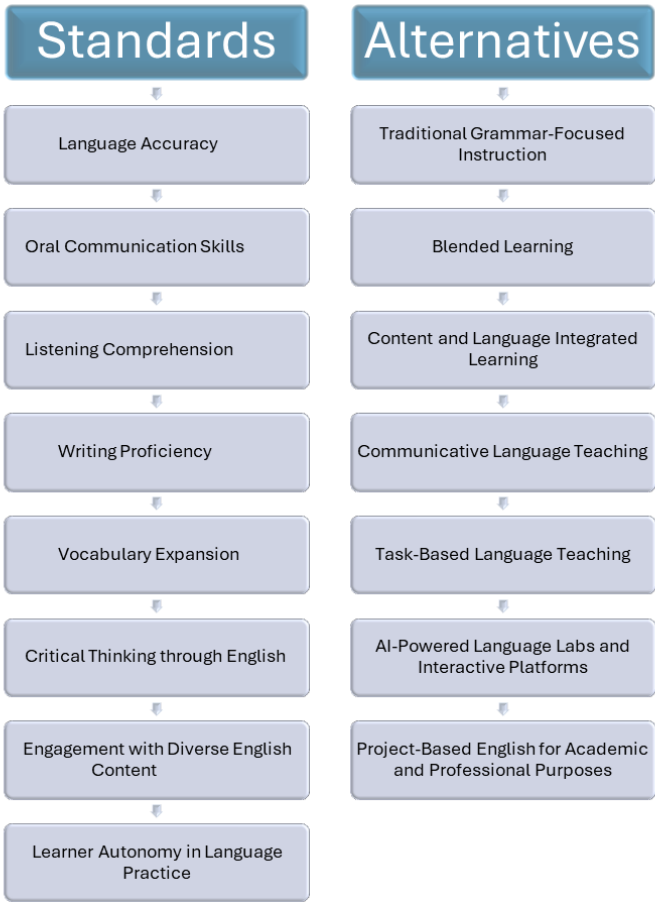 Standards
Language Accuracy
Oral Communication Skills
Listening Comprehension
Writing Proficiency
Vocabulary Expansion
Critical Thinking through English
Engagement with Diverse English
Content
Learner Autonomy in Language
Practice
Alternatives
Traditional Grammar-Focused
Instruction
Blended Learning
Content and Language Integrated
Learning
Communicative Language Teaching
Task-Based Language Teaching
AI-Powered Language Labs and
Interactive Platforms
Project-Based English for Academic
and Professional Purposes